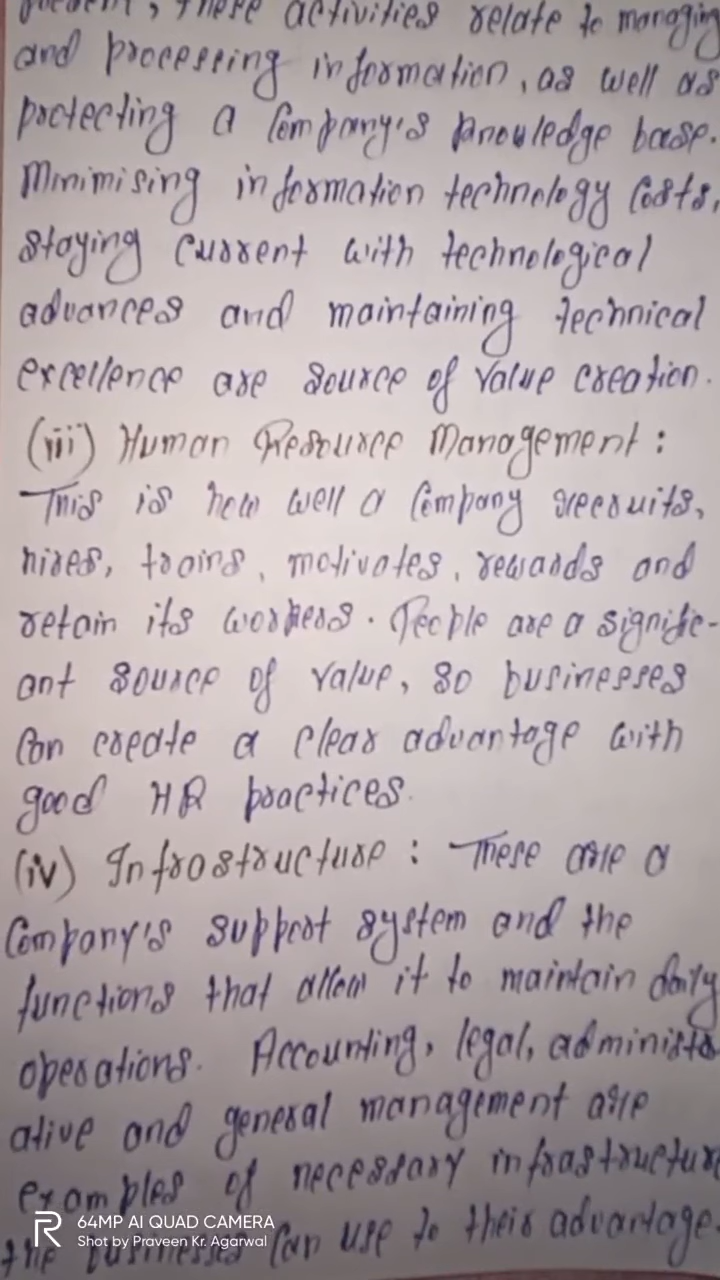 these activities relate to managing
and processing information, as well as
protecting a Company's knowledge base.
Minimising information technology Costs,
staying current with technological
advances and maintaining technical
excellence are source of value creation.
(iii) Human Resource Management :
This is how well a Company recruits,
hires, trains, motivates, rewards and
retain its workers. People are a signific-
ant source of value, so businesses
Can create a clear advantage with
good HR practices.
(iv) Infrastructure : These are a
Company's support system and the
functions that allow it to maintain daily
operations. Accounting, legal, administr
ative and general management are
examples of necessary infrastructure
the businesses Can use to their advantage.
64MP AI QUAD CAMERA
Shot by Praveen Kr. Agarwal